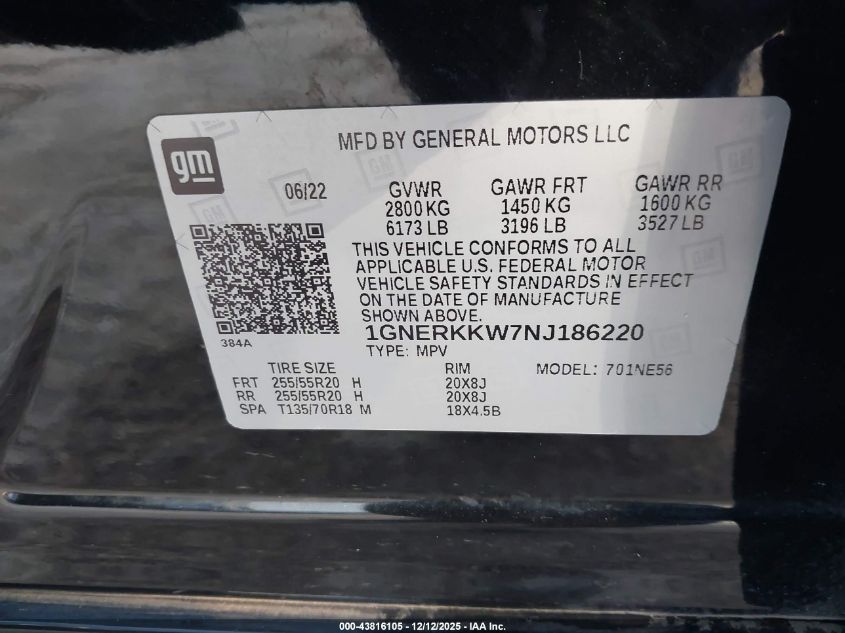 gm
MFD BY GENERAL MOTORS LLC
06/22
GVWR GAWR FRT GAWR RR
2800 KG 1450 KG 1600 KG
6173 LB 3196 LB 3527 LB
THIS VEHICLE CONFORMS TO ALL
APPLICABLE U.S. FEDERAL MOTOR
VEHICLE SAFETY STANDARDS IN EFFECT
ON THE DATE OF MANUFACTURE
SHOWN ABOVE.
384A
1GNERKKW7NJ186220
TYPE: MPV
TIRE SIZE RIM MODEL: 701NE56
FRT 255/55R20 H 20X8J
RR 255/55R20 H 20X8J
SPA T135/70R18 M 18X4.5B
000-43816105 - 12/12/2025 - IAA Inc.